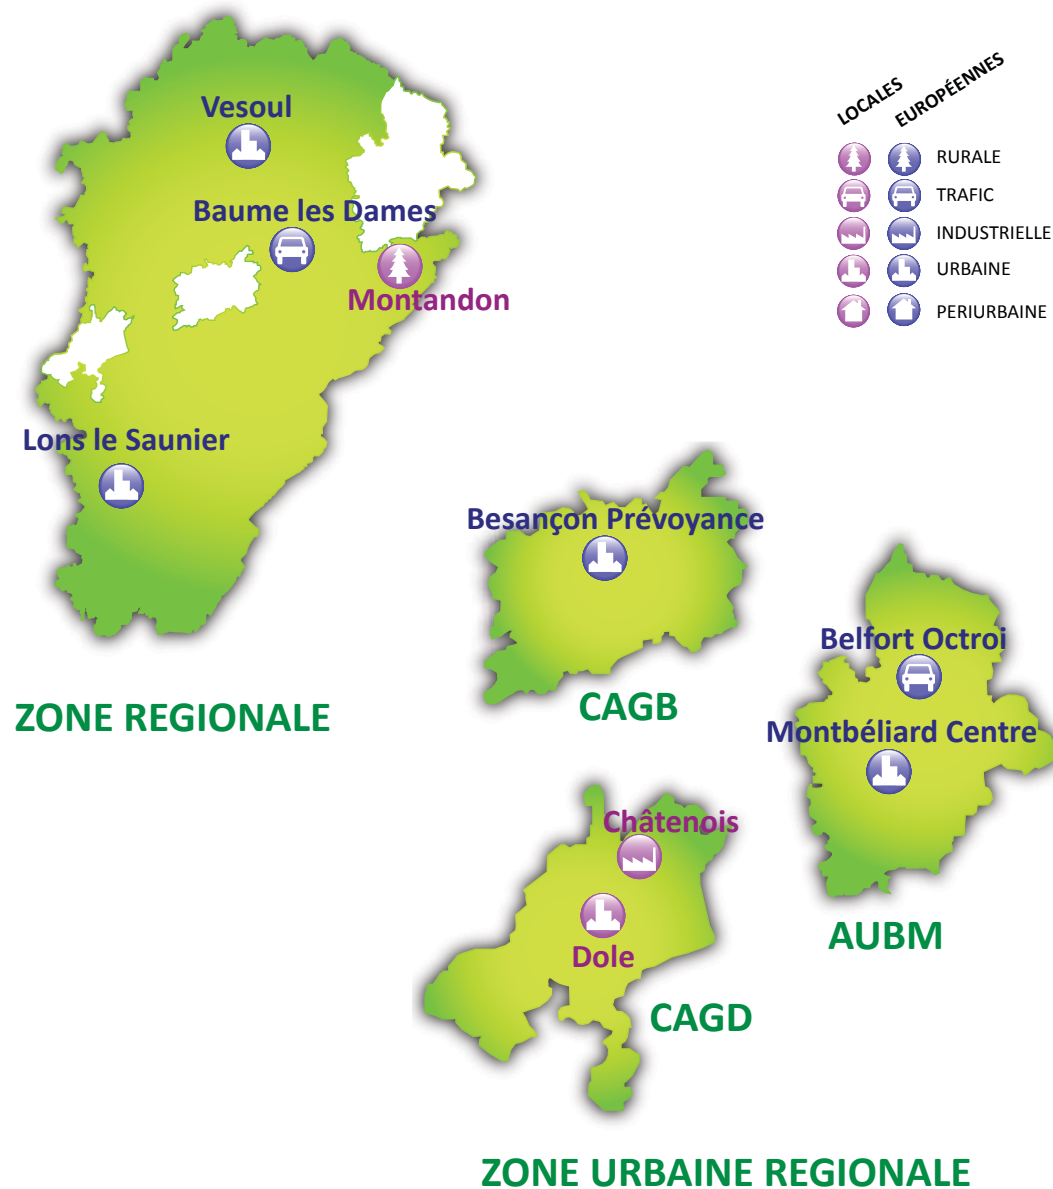 Vesoul
Baume les Dames
Montandon
Lons le Saunier
ZONE REGIONALE
LOCALES
EUROPÉENNES
RURALE
TRAFIC
INDUSTRIELLE
URBAINE
PERIURBAINE
Besançon Prévoyance
CAGB
Belfort Octroi
Montbéliard Centre
AUBM
Châtenois
Dole
CAGD
ZONE URBAINE REGIONALE